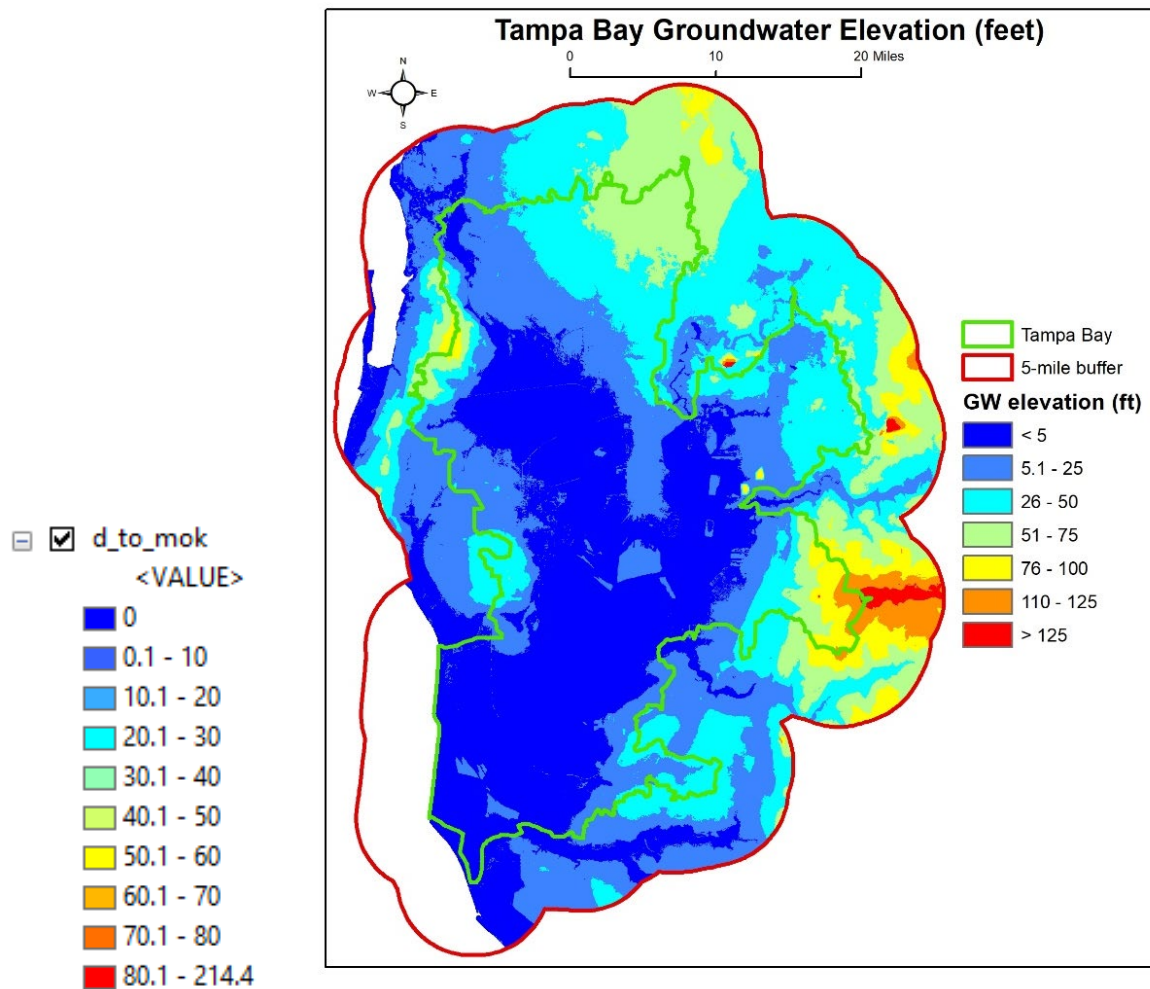 Tampa Bay Groundwater Elevation (feet)
0 10 20 Miles
N
W E
S
Tampa Bay
5-mile buffer
GW elevation (ft)
< 5
5.1 - 25
26 - 50
51 - 75
76 - 100
110 - 125
> 125
d_to_mok
<VALUE>
0
0.1 - 10
10.1 - 20
20.1 - 30
30.1 - 40
40.1 - 50
50.1 - 60
60.1 - 70
70.1 - 80
80.1 - 214.4